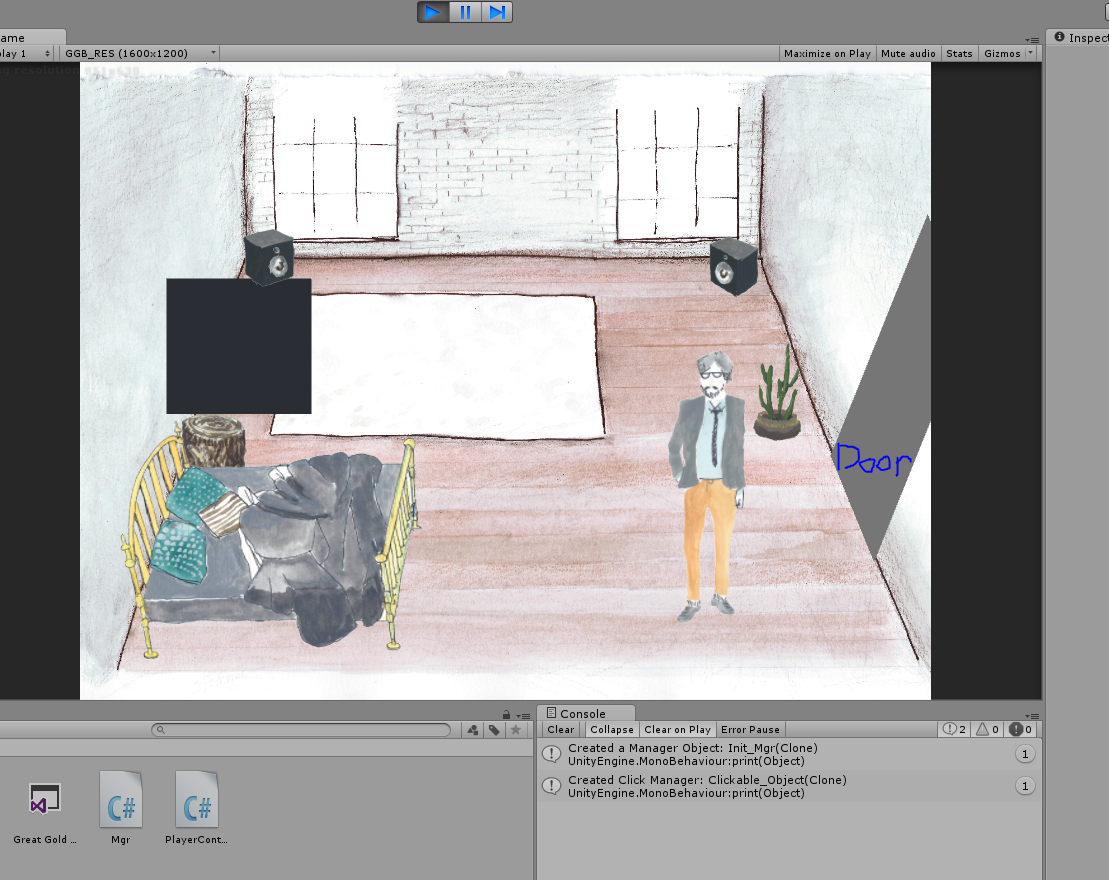 ame
play 1
GGB_RES (1600x1200)
Maximize on Play
Mute audio
Stats
Gizmos
Inspect
Door
Console
Clear
Collapse
Clear on Play
Error Pause
2
0
0
Created a Manager Object: Init_Mgr(Clone)
UnityEngine.MonoBehaviour:print(Object)
1
Created Click Manager: Clickable_Object(Clone)
UnityEngine.MonoBehaviour:print(Object)
1
Great Gold ...
Mgr
PlayerCont...